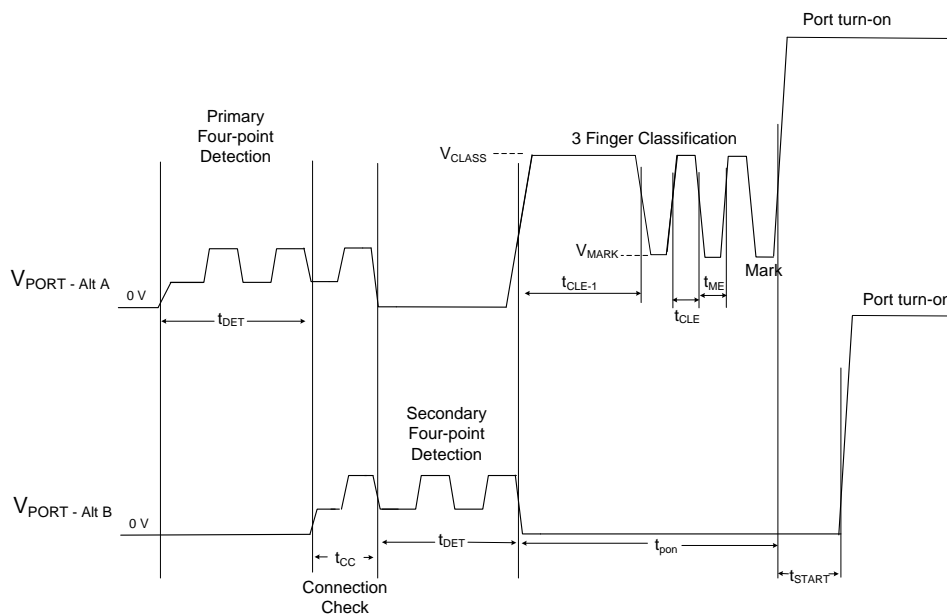 Port turn-on
Primary
Four-point
Detection
3 Finger Classification
VCLASS
VMARK
Mark
VPORT - Alt A
0 V
tDET
tCLE-1
tCLE
tME
Port turn-on
Secondary
Four-point
Detection
VPORT - Alt B
0 V
tCC
tDET
tpon
tSTART
Connection
Check